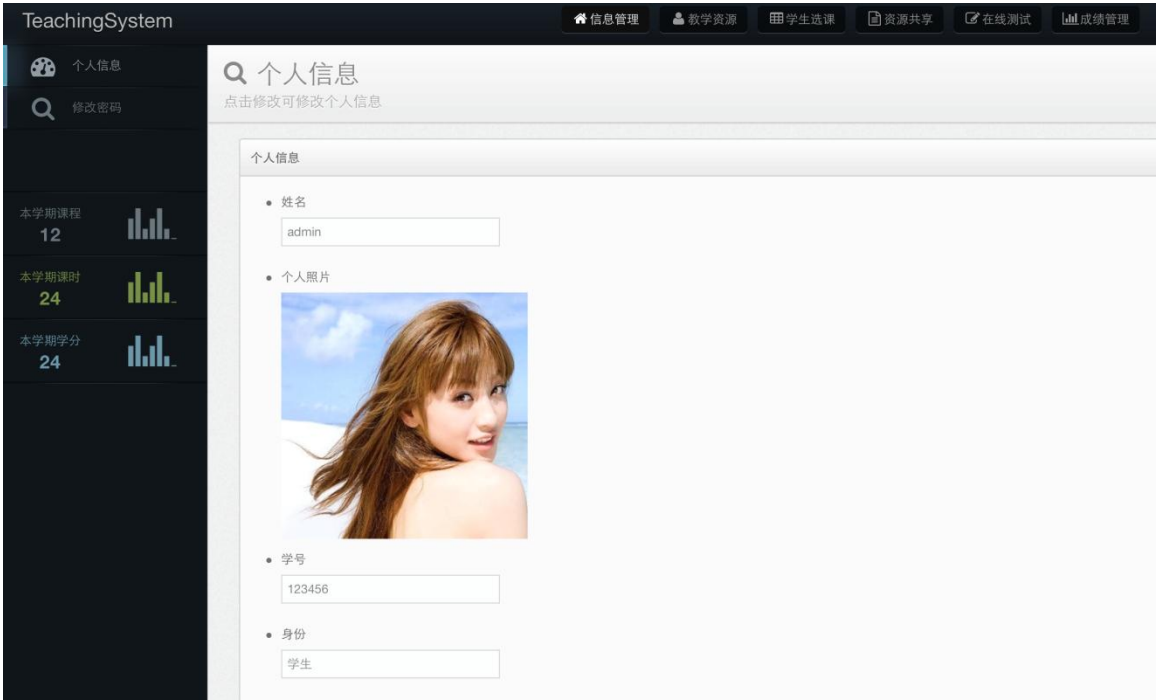 TeachingSystem
信息管理
教学资源
学生选课
资源共享
在线测试
成绩管理
个人信息
修改密码
本学期课程
12
本学期课时
24
本学期学分
24
个人信息
点击修改可修改个人信息
个人信息
姓名
admin
个人照片
学号
123456
身份
学生